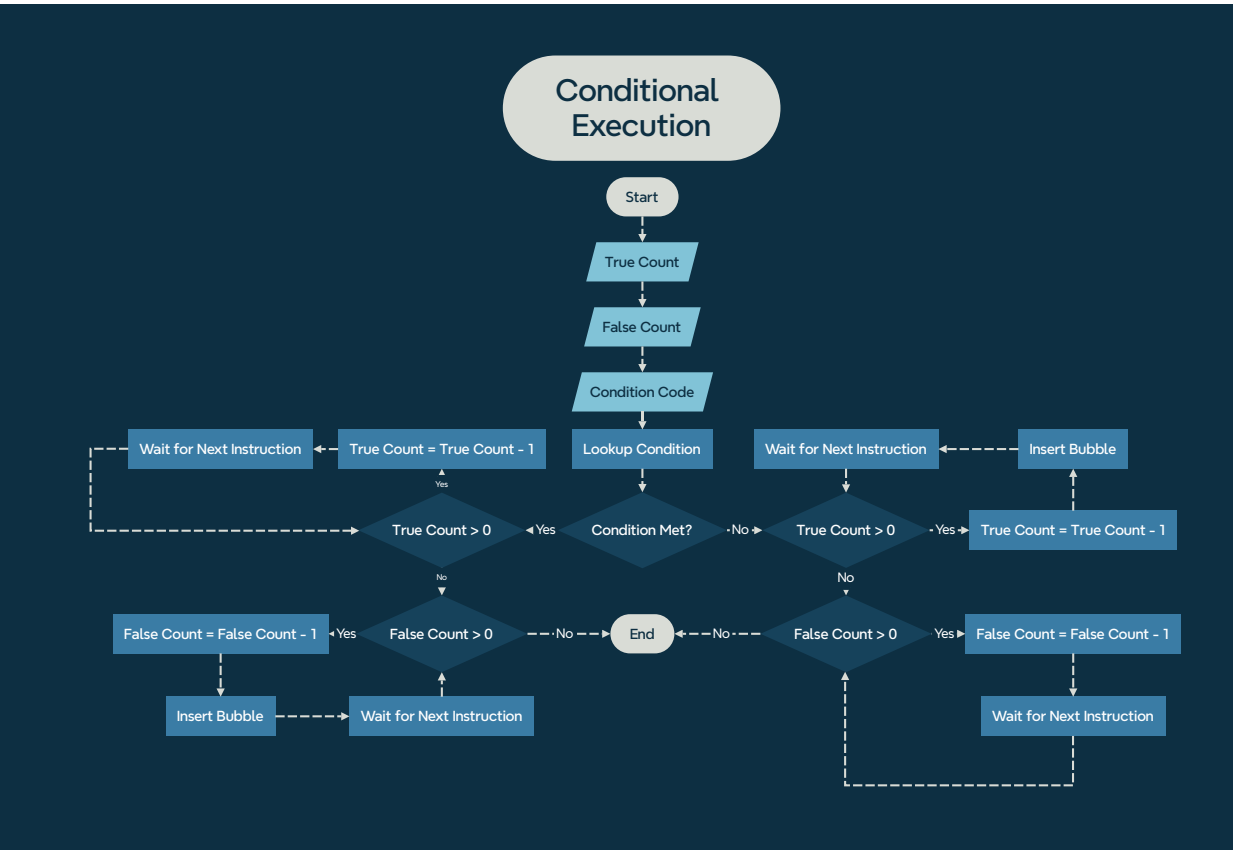 Conditional
Execution
Start
True Count
False Count
Condition Code
Wait for Next Instruction
True Count = True Count - 1
Lookup Condition
Wait for Next Instruction
Insert Bubble
Yes
True Count > 0
Yes
Condition Met?
No
True Count > 0
Yes
True Count = True Count - 1
No
No
False Count = False Count - 1
Yes
False Count > 0
No
End
No
False Count > 0
Yes
False Count = False Count - 1
Insert Bubble
Wait for Next Instruction
Wait for Next Instruction